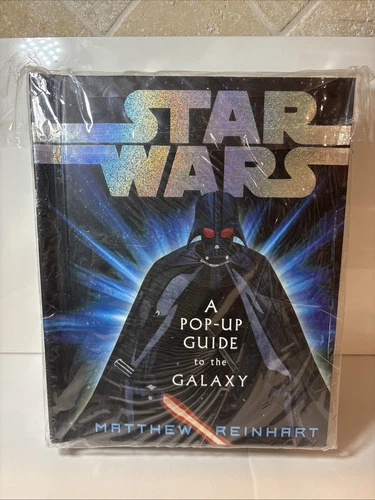 STAR
WARS
A
POP-UP
GUIDE
to the
GALAXY
MATTHEW REINHART